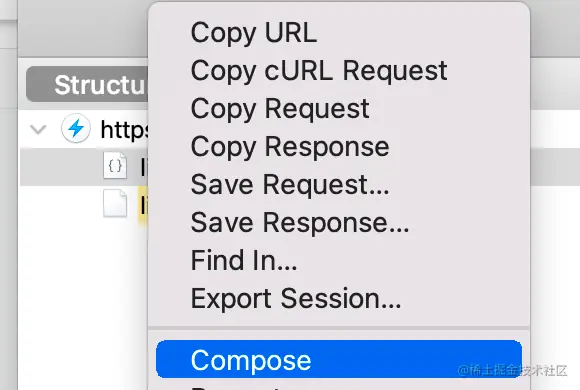 Copy URL
Copy cURL Request
Copy Request
Copy Response
Save Request...
Save Response...
Find In...
Export Session...
Compose
Structu
https
{}
@稀土掘金技术社区